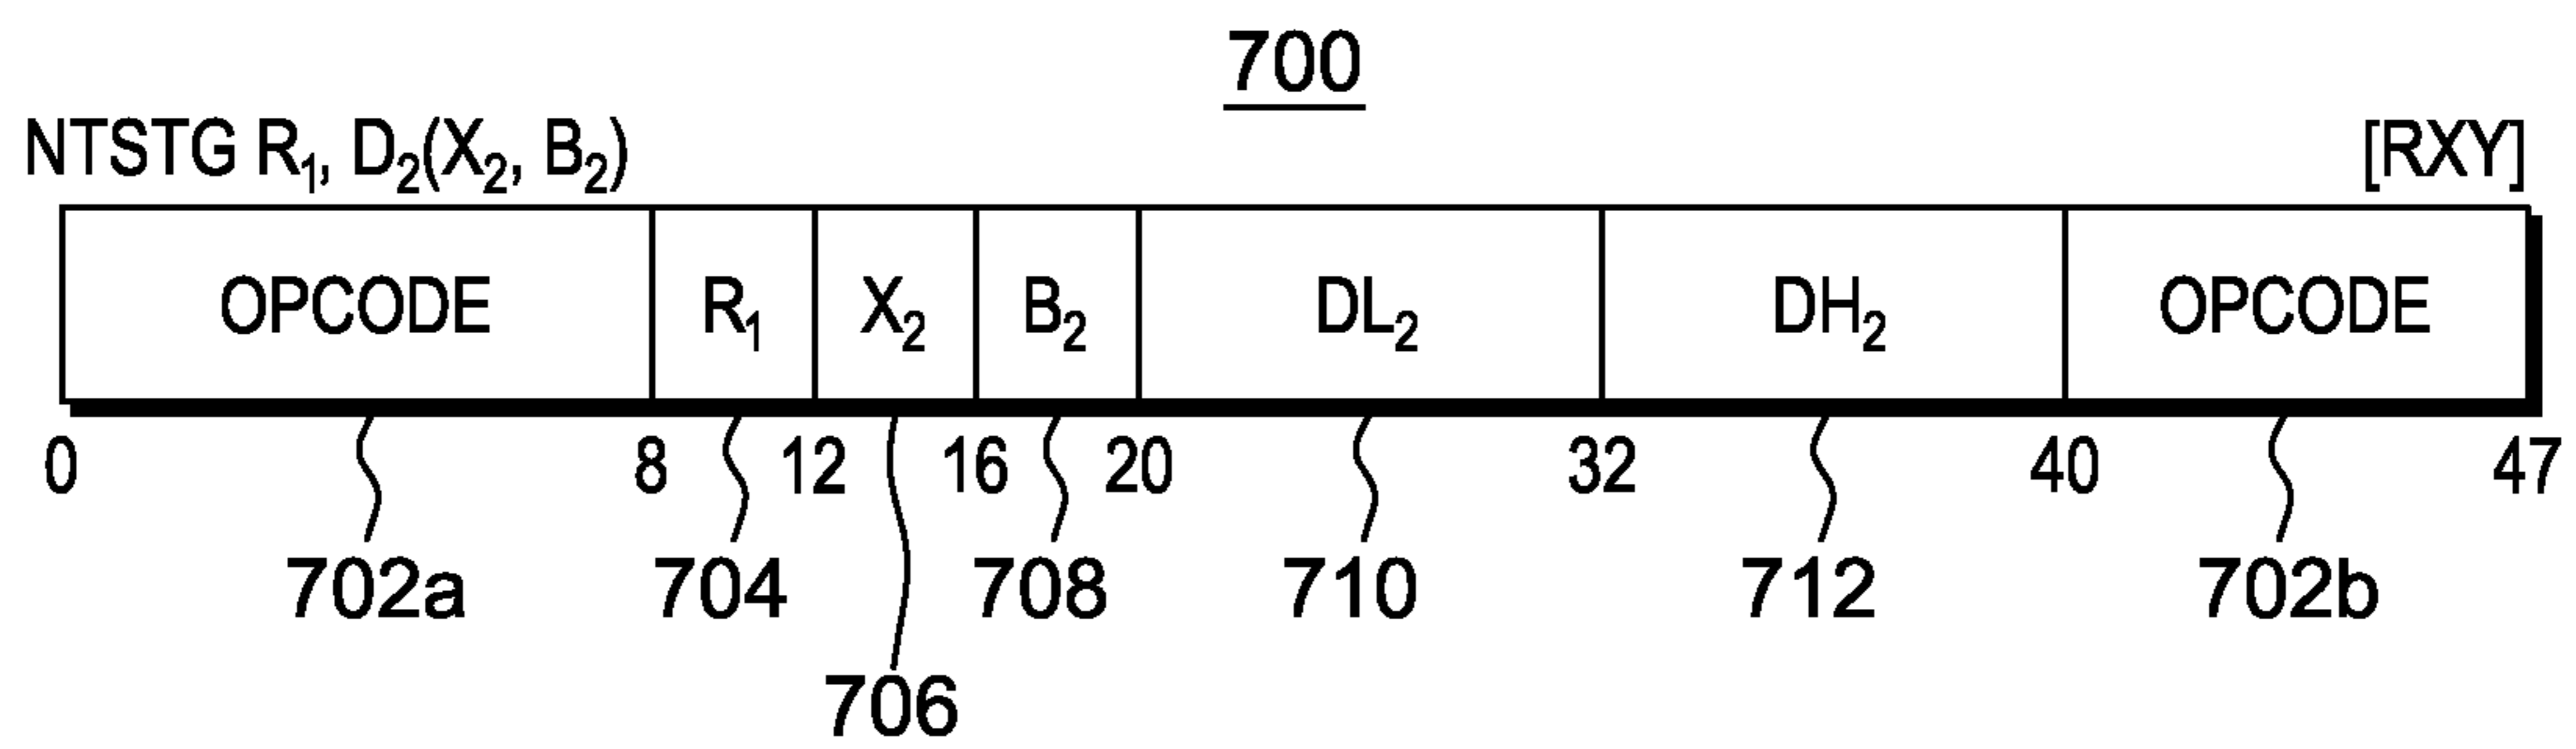 700
NTSTG R₁, D₂(X₂, B₂) [RXY]
OPCODE R₁ X₂ B₂ DL₂ DH₂ OPCODE
0 8 12 16 20 32 40 47
702a 704 708 710 712 702b
706